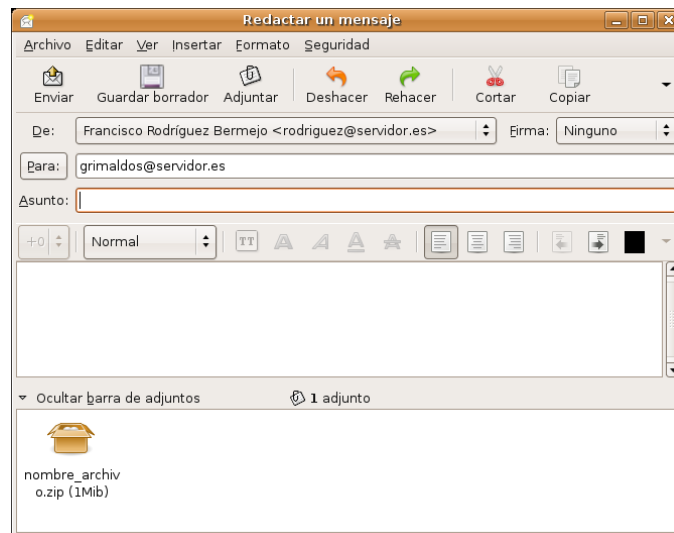 Redactar un mensaje
Archivo Editar Ver Insertar Formato Seguridad
Enviar Guardar borrador Adjuntar Deshacer Rehacer Cortar Copiar
De: Francisco Rodríguez Bermejo <rodriguez@servidor.es> Firma: Ninguno
Para: grimaldos@servidor.es
Asunto:
+0 Normal TT A A A A
Ocultar barra de adjuntos 1 adjunto
nombre_archiv
o.zip (1Mib)